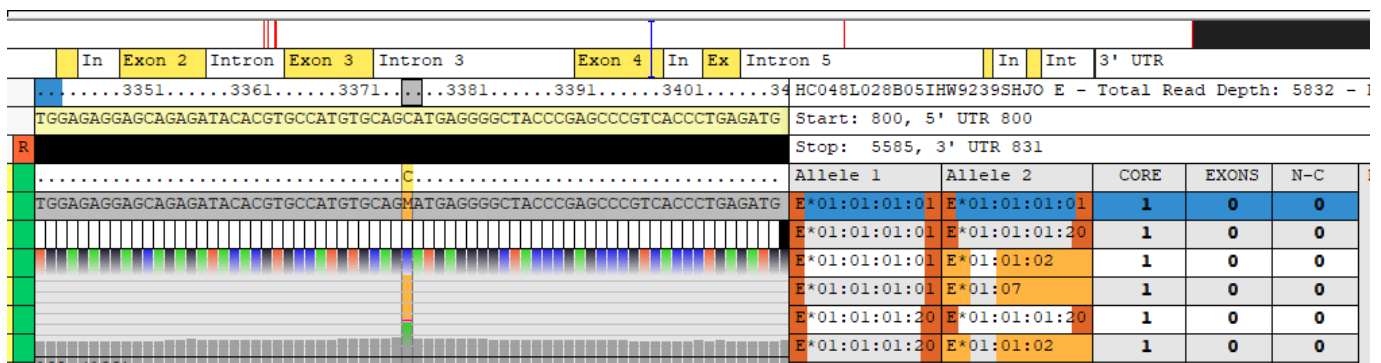 In Exon 2 Intron Exon 3 Intron 3 Exon 4 In Ex Intron 5 In Int 3' UTR
........3351......3361......3371......3381......3391......3401......34 HC048L028B05IHW9239SHJO E - Total Read Depth: 5832 -
TGGAGAGGAGCAGAGATACACGTGCCATGTGCAGCATGAGGGGCTACCCGAGCCCGTCACCCTGAGATG Start: 800, 5' UTR 800
R Stop: 5585, 3' UTR 831
..................................C.................................. Allele 1 Allele 2 CORE EXONS N-C
TGGAGAGGAGCAGAGATACACGTGCCATGTGCAGMATGAGGGGCTACCCGAGCCCGTCACCCTGAGATG E*01:01:01:01 E*01:01:01:01 1 0 0
E*01:01:01:01 E*01:01:01:20 1 0 0
E*01:01:01:01 E*01:01:02 1 0 0
E*01:01:01:01 E*01:07 1 0 0
E*01:01:01:20 E*01:01:01:20 1 0 0
E*01:01:01:20 E*01:01:02 1 0 0